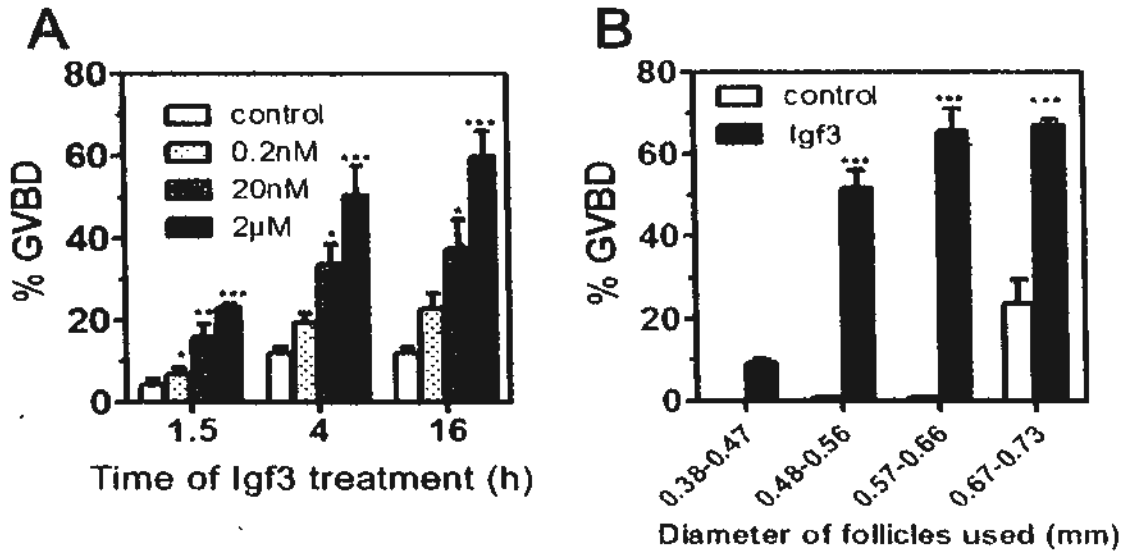 A
80
60
40
20
0
% GVBD
control
0.2nM
20nM
2µM
*
**
***
*
***
*
***
1.5 4 16
Time of Igf3 treatment (h)
B
80
60
40
20
0
% GVBD
control
Igf3
***
***
***
0.38-0.47
0.48-0.56
0.57-0.66
0.67-0.73
Diameter of follicles used (mm)